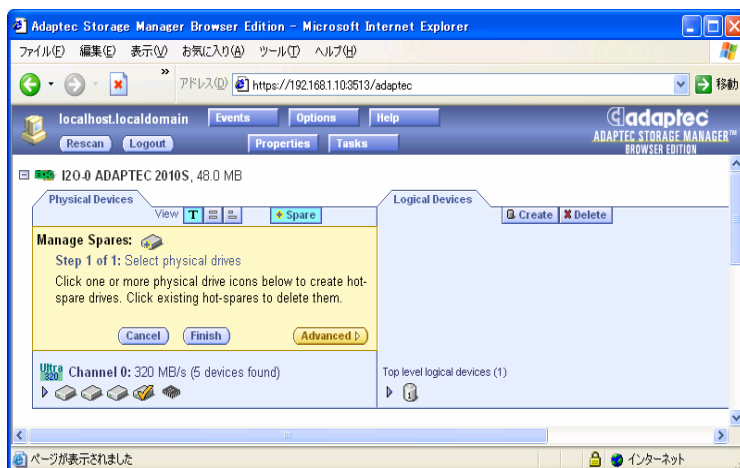 Adaptec Storage Manager Browser Edition - Microsoft Internet Explorer
ファイル(F) 編集(E) 表示(V) お気に入り(A) ツール(T) ヘルプ(H)
» アドレス(D) https://192.168.1.10:3513/adaptec 移動
localhost.localdomain Events Options Help adaptec
Rescan Logout Properties Tasks ADAPTEC STORAGE MANAGER™
BROWSER EDITION
I2O-0 ADAPTEC 2010S, 48.0 MB
Physical Devices Logical Devices
View T Spare Create Delete
Manage Spares:
Step 1 of 1: Select physical drives
Click one or more physical drive icons below to create hot-
spare drives. Click existing hot-spares to delete them.
Cancel Finish Advanced
Ultra 320 Channel 0: 320 MB/s (5 devices found) Top level logical devices (1)
ページが表示されました インターネット